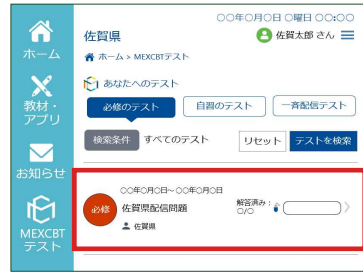 〇〇年〇月〇日 〇曜日 〇〇:〇〇
佐賀県
佐賀太郎 さん
ホーム > MEXCBTテスト
あなたへのテスト
必修のテスト
自習のテスト
一斉配信テスト
検索条件
すべてのテスト
リセット
テストを検索
〇〇年〇月〇日~〇〇年〇月〇日
必修
佐賀県配信問題
解答済み:
〇/〇
佐賀県
ホーム
教材・
アプリ
お知らせ
MEXCBT
テスト